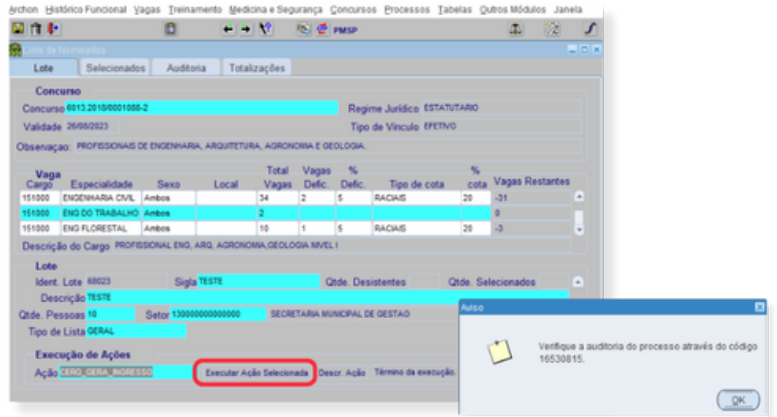 Archon Histórico Funcional Vagas Treinamento Medicina e Segurança Concursos Processos Tabelas Outros Módulos Janela
PMSP
Lista de Nomeados
Lote Selecionados Auditoria Totalizações
Concurso
Concurso 6013.2018/0001088-2 Regime Jurídico ESTATUTARIO
Validade 26/08/2023 Tipo de Vínculo EFETIVO
Observaçao: PROFISSIONAIS DE ENGENHARIA, ARQUITETURA, AGRONOMIA E GEOLOGIA.
Vaga Total Vagas % %
Cargo Especialidade Sexo Local Vagas Defic. Defic. Tipo de cota cota Vagas Restantes
151000 ENGENHARIA CIVIL Ambos 34 2 5 RACIAIS 20 -31
151000 ENG DO TRABALHO Ambos 2 0
151000 ENG FLORESTAL Ambos 10 1 5 RACIAIS 20 -3
Descrição do Cargo PROFISSIONAL ENG, ARQ, AGRONOMIA,GEOLOGIA NIVEL I
Lote
Ident. Lote 68023 Sigla TESTE Qtde. Desistentes Qtde. Selecionados
Descrição TESTE
Qtde. Pessoas 10 Setor 130000000000000 SECRETARIA MUNICIPAL DE GESTAO
Tipo de Lista GERAL
Execução de Ações
Ação CERG_GERA_INGRESSO Executar Ação Selecionada Descr. Ação Término da execução.
Aviso
Verifique a auditoria do processo através do código
16530815.
OK